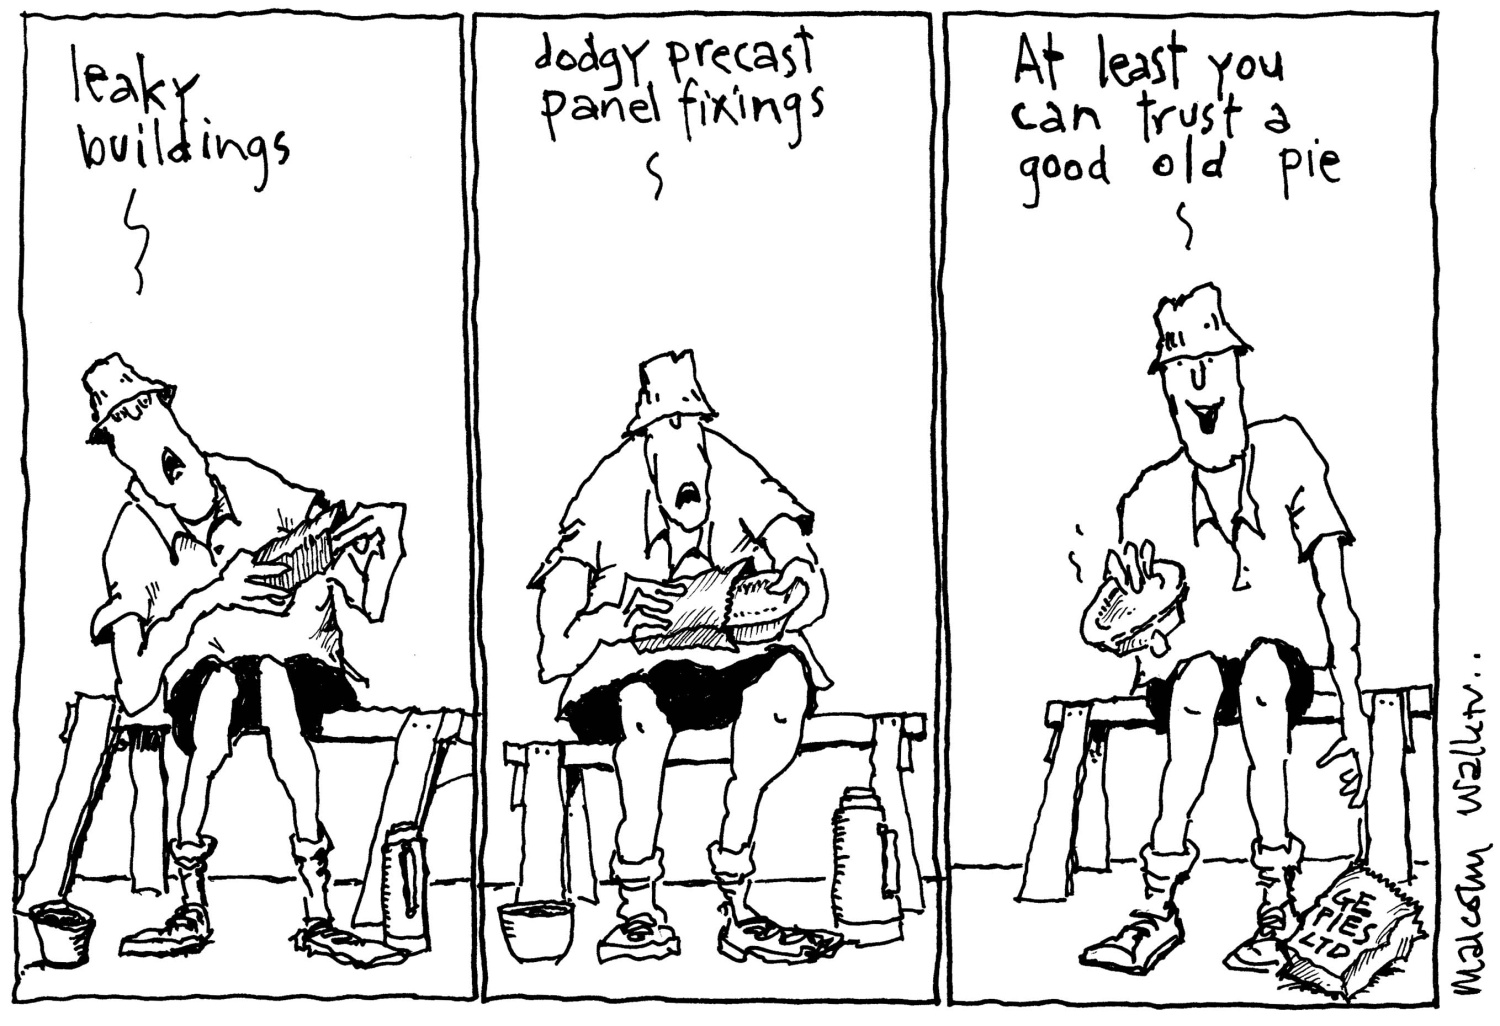 leaky
buildings
dodgy precast
panel fixings
At least you
can trust a
good old pie
GE
PIES
LTD
Malcolm Walker..